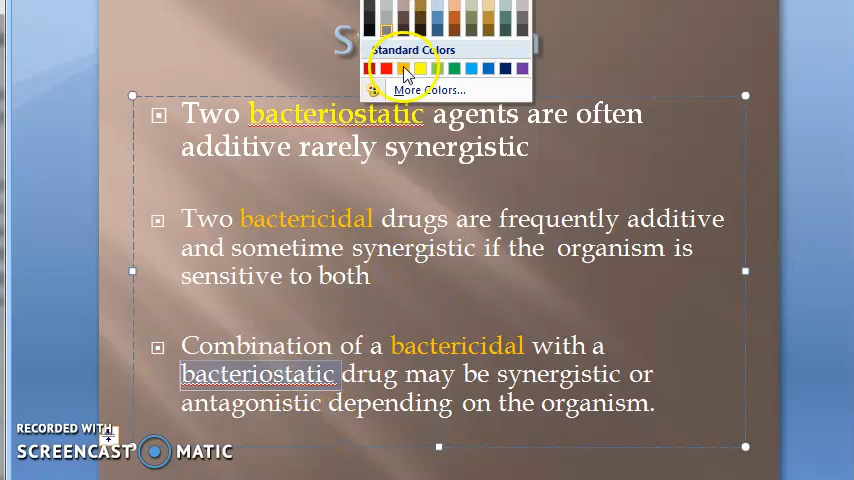 Standard Colors
More Colors...
Two bacteriostatic agents are often
additive rarely synergistic
Two bactericidal drugs are frequently additive
and sometime synergistic if the organism is
sensitive to both
Combination of a bactericidal with a
bacteriostatic drug may be synergistic or
antagonistic depending on the organism.
RECORDED WITH
SCREENCAST MATIC